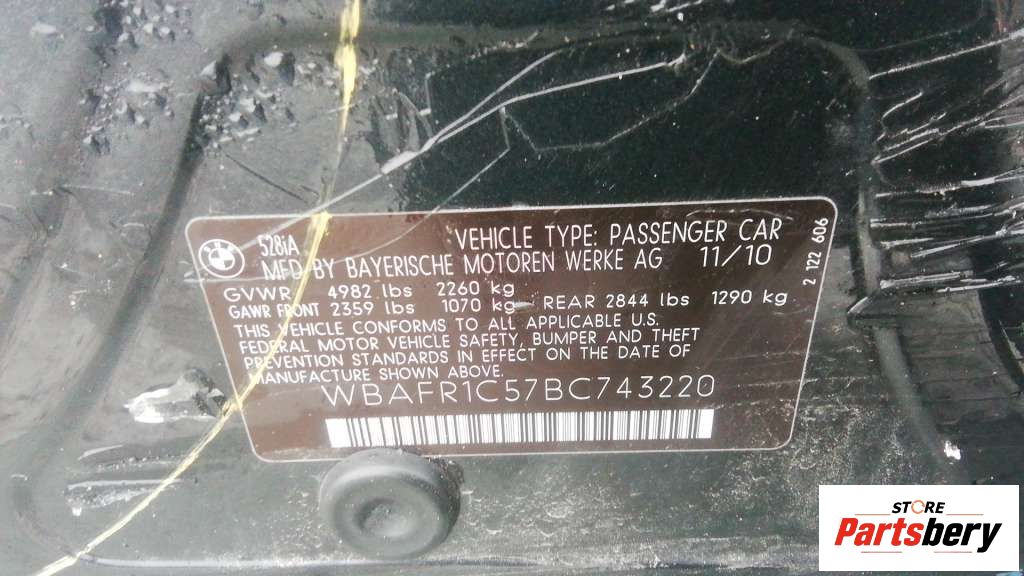 BMW
528iA VEHICLE TYPE: PASSENGER CAR
MFD BY BAYERISCHE MOTOREN WERKE AG 11/10
GVWR 4982 lbs 2260 kg
GAWR FRONT 2359 lbs 1070 kg REAR 2844 lbs 1290 kg
THIS VEHICLE CONFORMS TO ALL APPLICABLE U.S.
FEDERAL MOTOR VEHICLE SAFETY, BUMPER AND THEFT
PREVENTION STANDARDS IN EFFECT ON THE DATE OF
MANUFACTURE SHOWN ABOVE.
WBAFR1C57BC743220
2 122 606
STORE
Partsbery